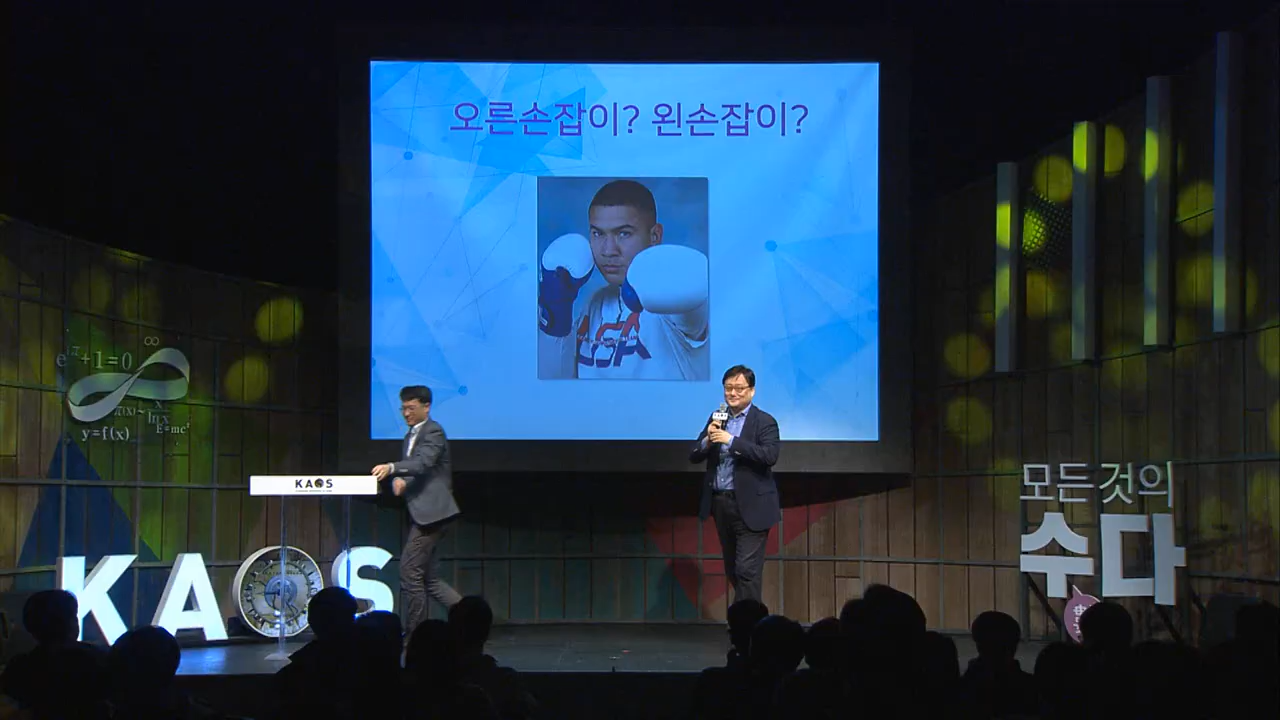 오른손잡이? 왼손잡이?
USA
e^iπ+1=0
∞
y=f(x)
E=mc²
KAOS
KAOS
모든 것의
수다